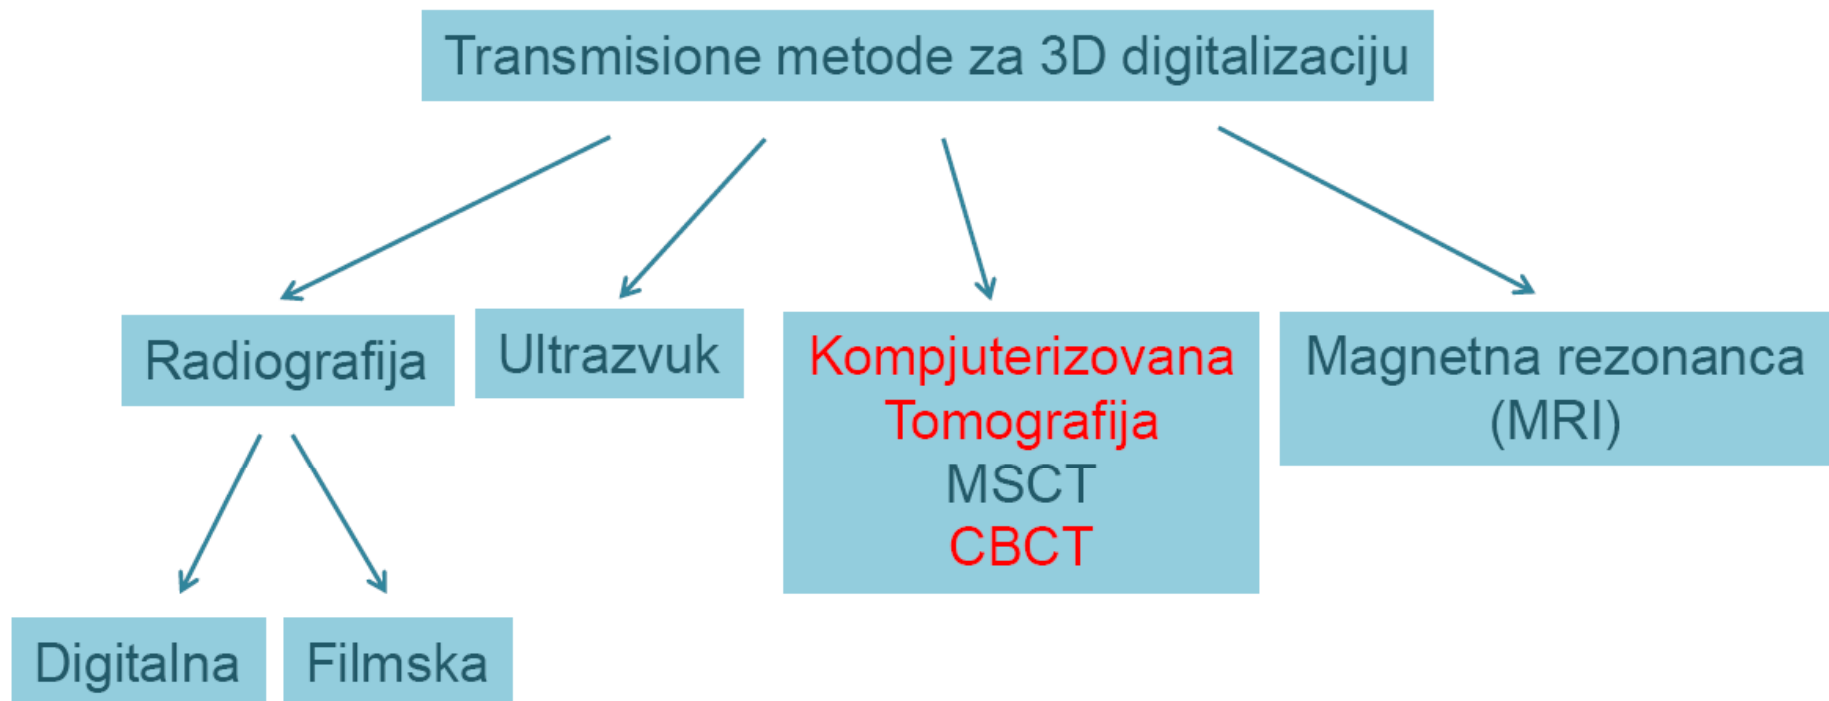 Transmisione metode za 3D digitalizaciju
Radiografija
Ultrazvuk
Kompjuterizovana
Tomografija
MSCT
CBCT
Magnetna rezonanca
(MRI)
Digitalna
Filmska